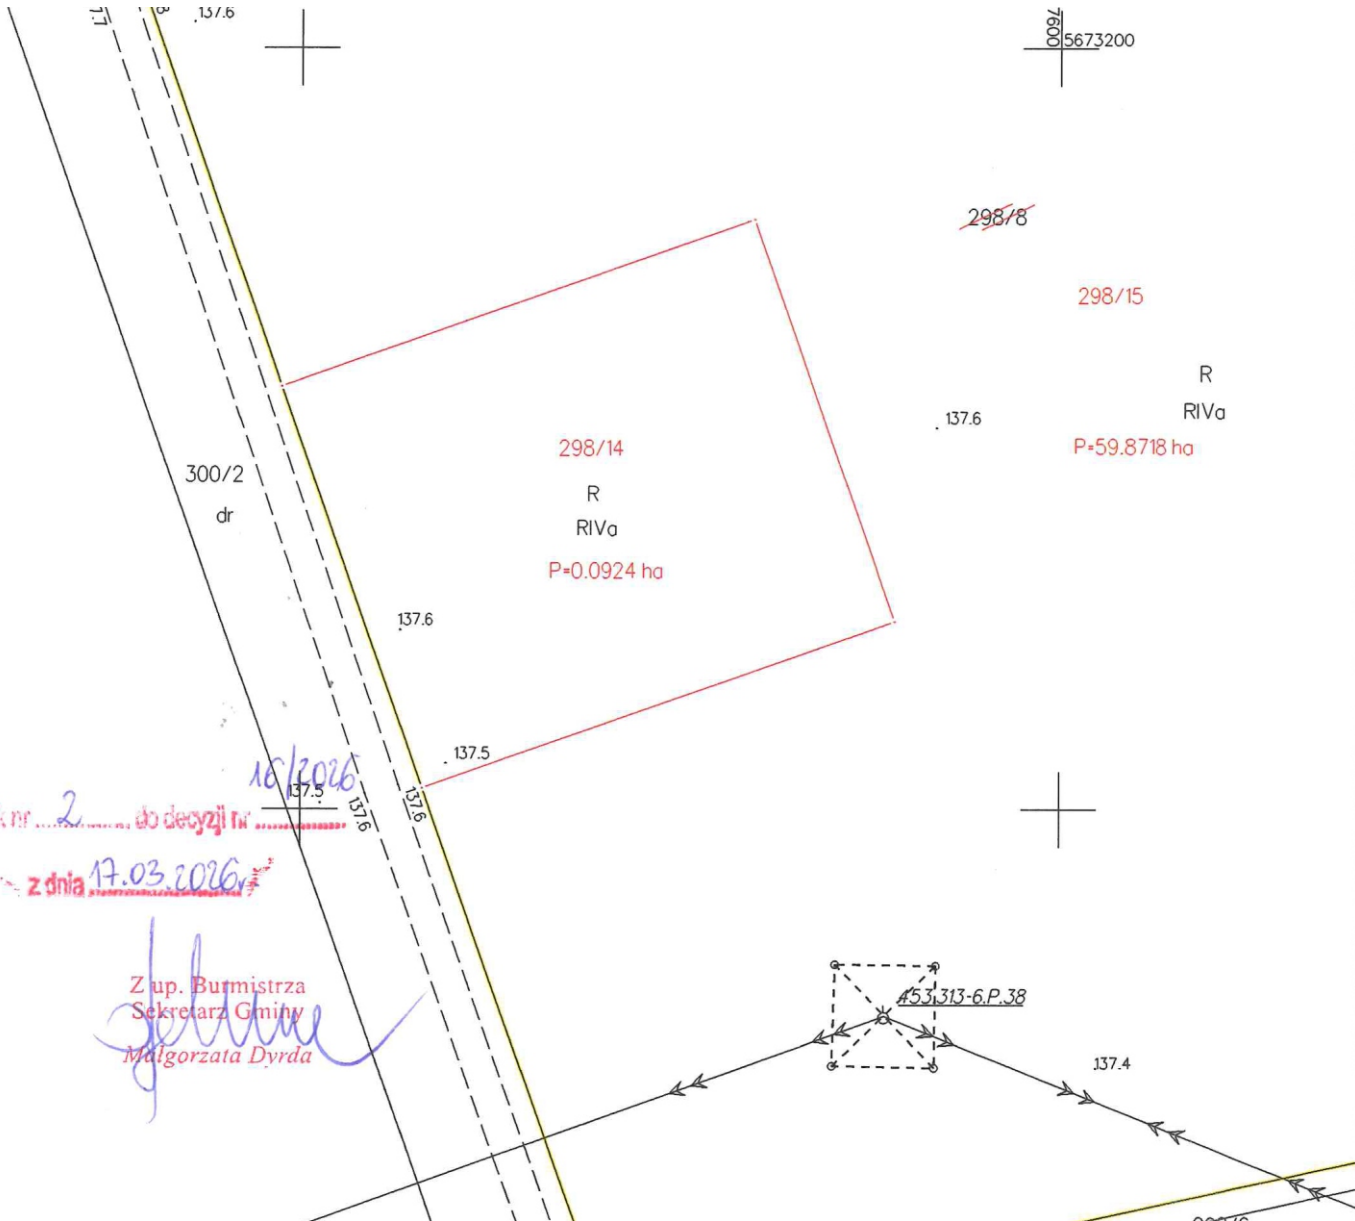 137.6
7600
5673200
298/8
298/15
R
RIVa
P=59.8718 ha
137.6
298/14
R
RIVa
P=0.0924 ha
300/2
dr
137.6
137.5
16/2026
137.5
137.6
137.6
nr 2 do decyzji nr
z dnia 17.03.2026r
Z up. Burmistrza
Sekretarz Gminy
Małgorzata Dyrda
453.313-6.P.38
137.4